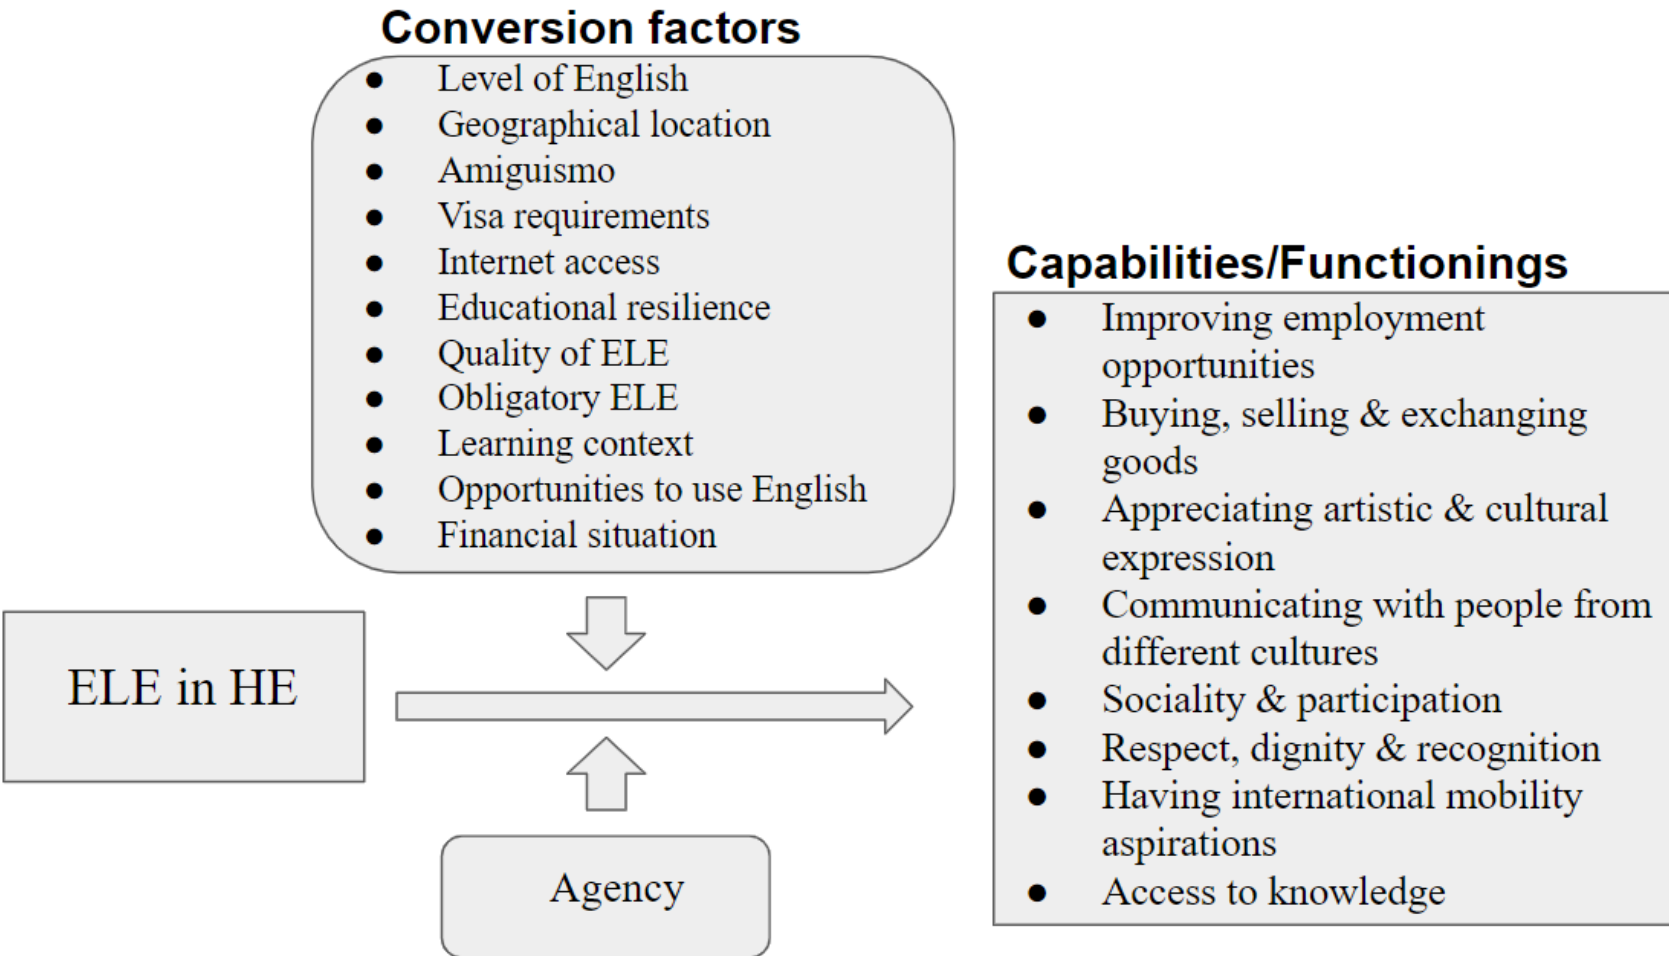 Conversion factors
● Level of English
● Geographical location
● Amiguismo
● Visa requirements
● Internet access
● Educational resilience
● Quality of ELE
● Obligatory ELE
● Learning context
● Opportunities to use English
● Financial situation
ELE in HE
Agency
Capabilities/Functionings
● Improving employment
opportunities
● Buying, selling & exchanging
goods
● Appreciating artistic & cultural
expression
● Communicating with people from
different cultures
● Sociality & participation
● Respect, dignity & recognition
● Having international mobility
aspirations
● Access to knowledge